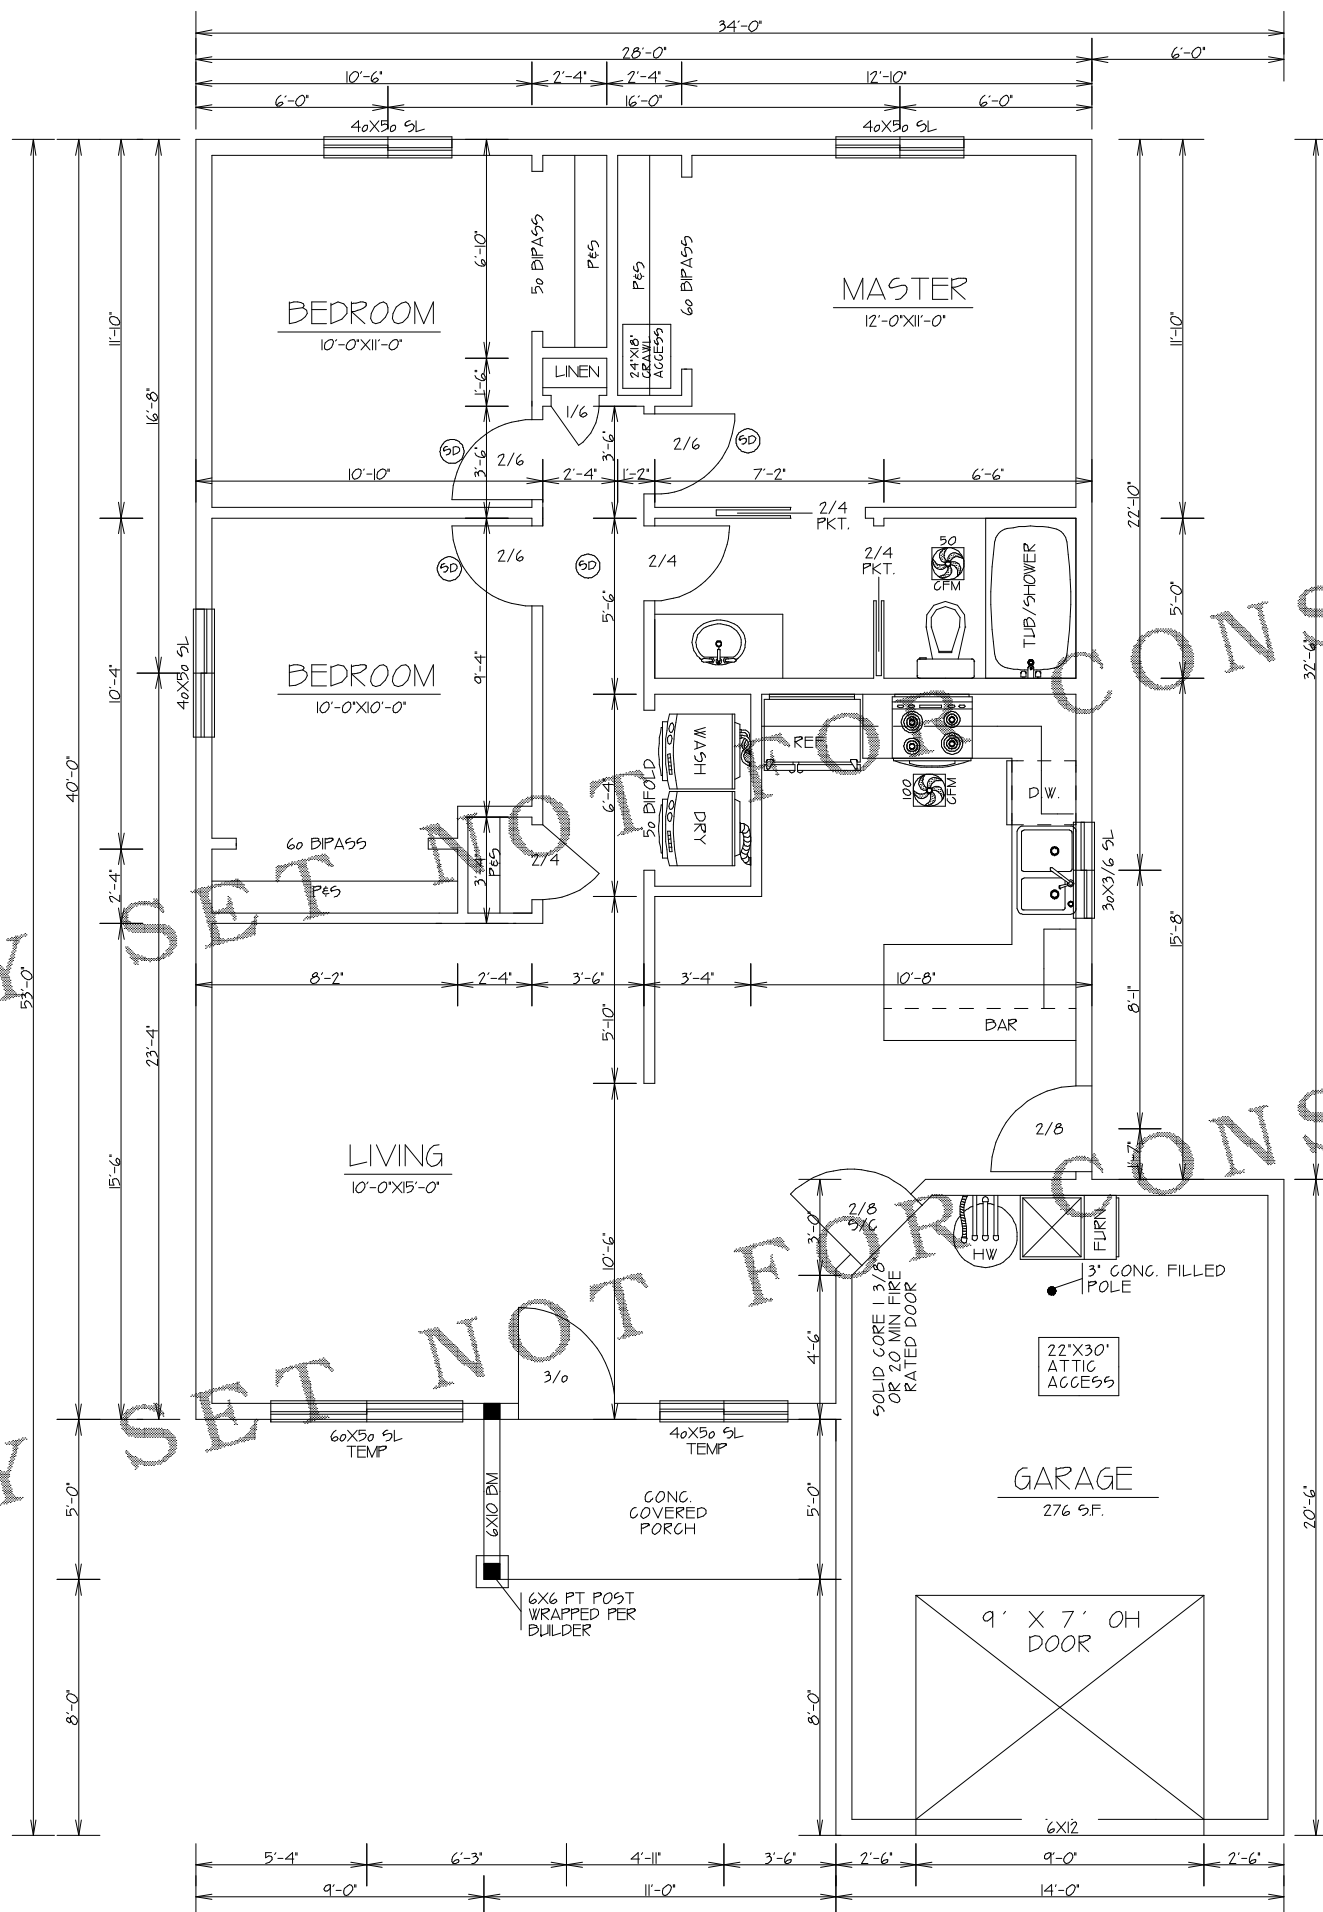 34'-0"
28'-0" 6'-0"
10'-6" 2'-4" 2'-4" 12'-10"
6'-0" 16'-0" 6'-0"
40X50 SL 40X50 SL
BEDROOM
10'-0"X11'-0"
6'-10"
50 BIPASS
P&S
P&S
60 BIPASS
MASTER
12'-0"X11'-0"
24"X18"
CRAWL
ACCESS
LINEN
1'-6"
1/6
SD
2/6
3'-6"
3'-6"
2/6
SD
10'-10" 2'-4" 1'-2" 7'-2" 6'-6"
11'-10"
16'-8"
11'-10"
22'-10"
2/4
PKT.
2/4
PKT.
SD
2/6
SD
2/4
50
CFM
TUB/SHOWER
5'-6"
5'-0"
32'-6"
40X50 SL
BEDROOM
10'-0"X10'-0"
9'-4"
10'-4"
40'-0"
WASH
DRY
50 BIFOLD
6'-4"
REF
100
CFM
D.W.
30X3/6 SL
60 BIPASS
P&S
2'-4"
3'-4"
P&S
2/4
15'-8"
8'-2" 2'-4" 3'-6" 3'-4" 10'-8"
8'-1"
BAR
53'-0"
23'-4"
5'-10"
2/8
1'-7"
LIVING
10'-0"X15'-0"
15'-6"
10'-6"
2/8
S/C
3'-0"
HW
FURN
3" CONC. FILLED
POLE
SOLID CORE 1 3/8"
OR 20 MIN FIRE
RATED DOOR
4'-6"
22"X30"
ATTIC
ACCESS
3/0
60X50 SL
TEMP
40X50 SL
TEMP
6X10 BM
CONC.
COVERED
PORCH
5'-0"
5'-0"
GARAGE
276 S.F.
20'-6"
6X6 PT POST
WRAPPED PER
BUILDER
9' X 7' OH
DOOR
8'-0"
8'-0"
6X12
5'-4" 6'-3" 4'-11" 3'-6" 2'-6" 9'-0" 2'-6"
9'-0" 11'-0" 14'-0"
Y SET NOT FOR CONS
Y SET NOT FOR CONS